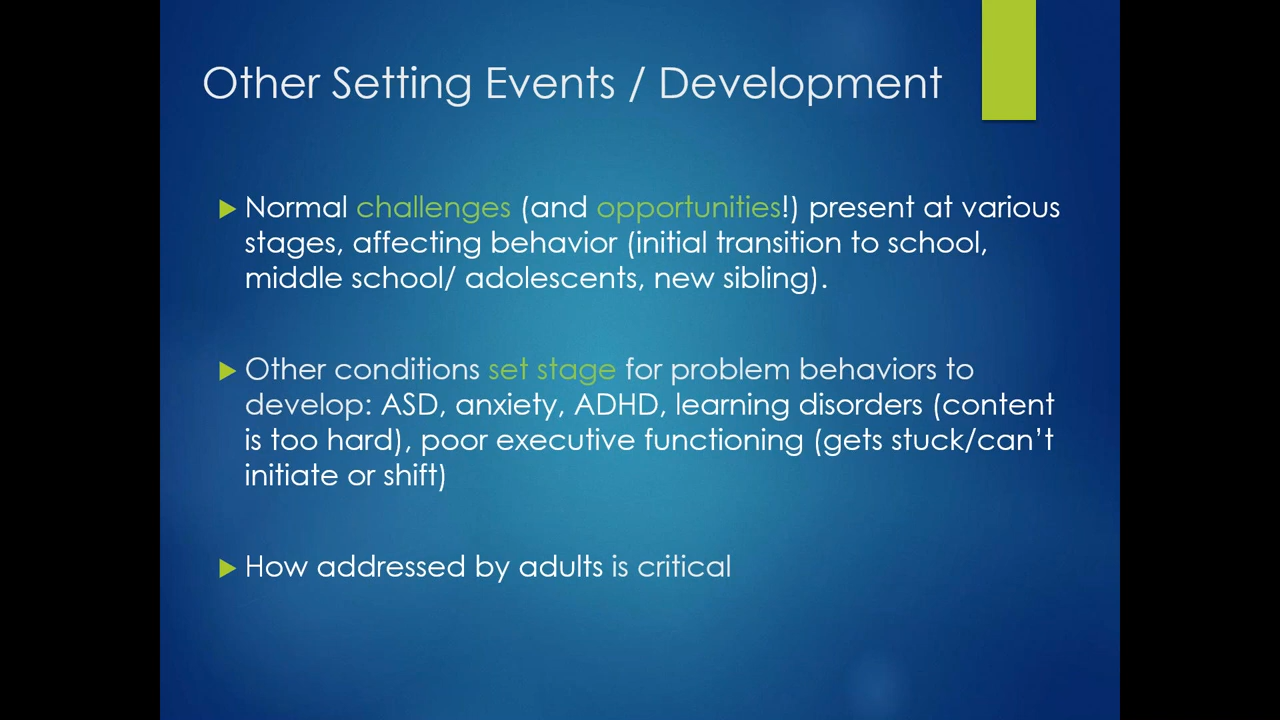 Other Setting Events / Development
Normal challenges (and opportunities!) present at various
stages, affecting behavior (initial transition to school,
middle school/ adolescents, new sibling).
Other conditions set stage for problem behaviors to
develop: ASD, anxiety, ADHD, learning disorders (content
is too hard), poor executive functioning (gets stuck/can’t
initiate or shift)
How addressed by adults is critical